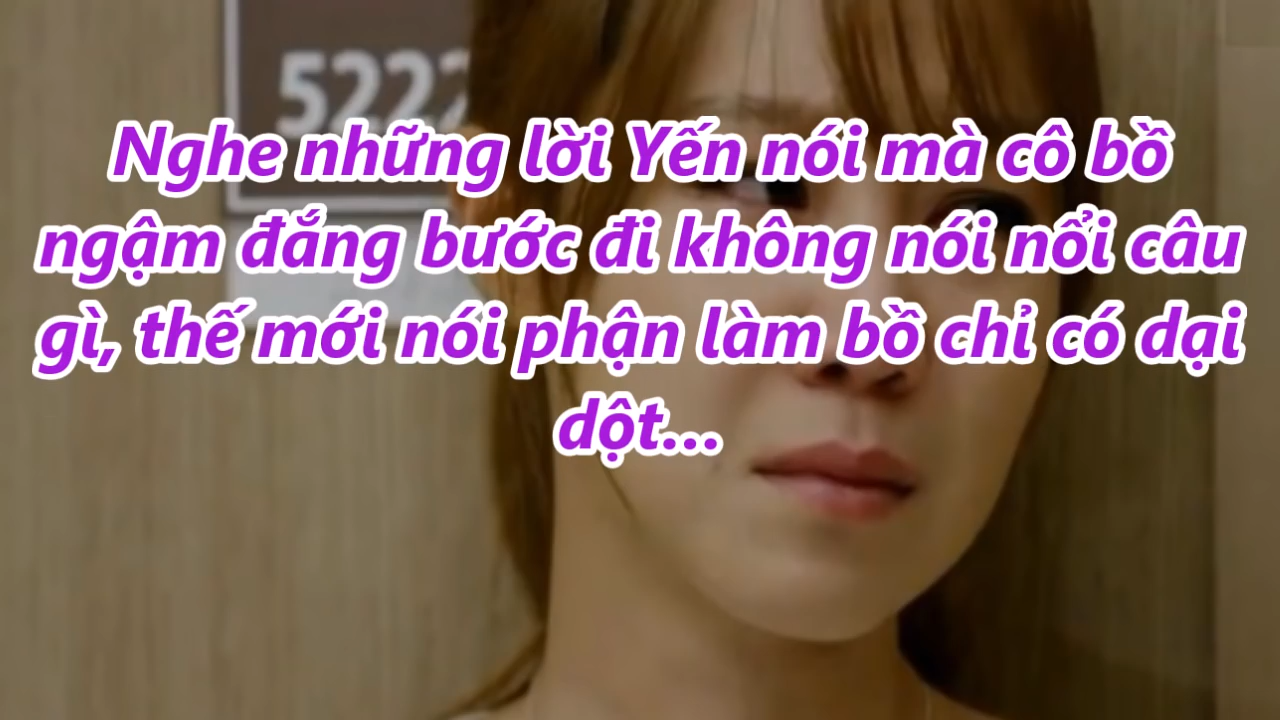 5222
Nghe những lời Yến nói mà cô bồ
ngậm đắng bước đi không nói nổi câu
gì, thế mới nói phận làm bồ chỉ có dại
dột...